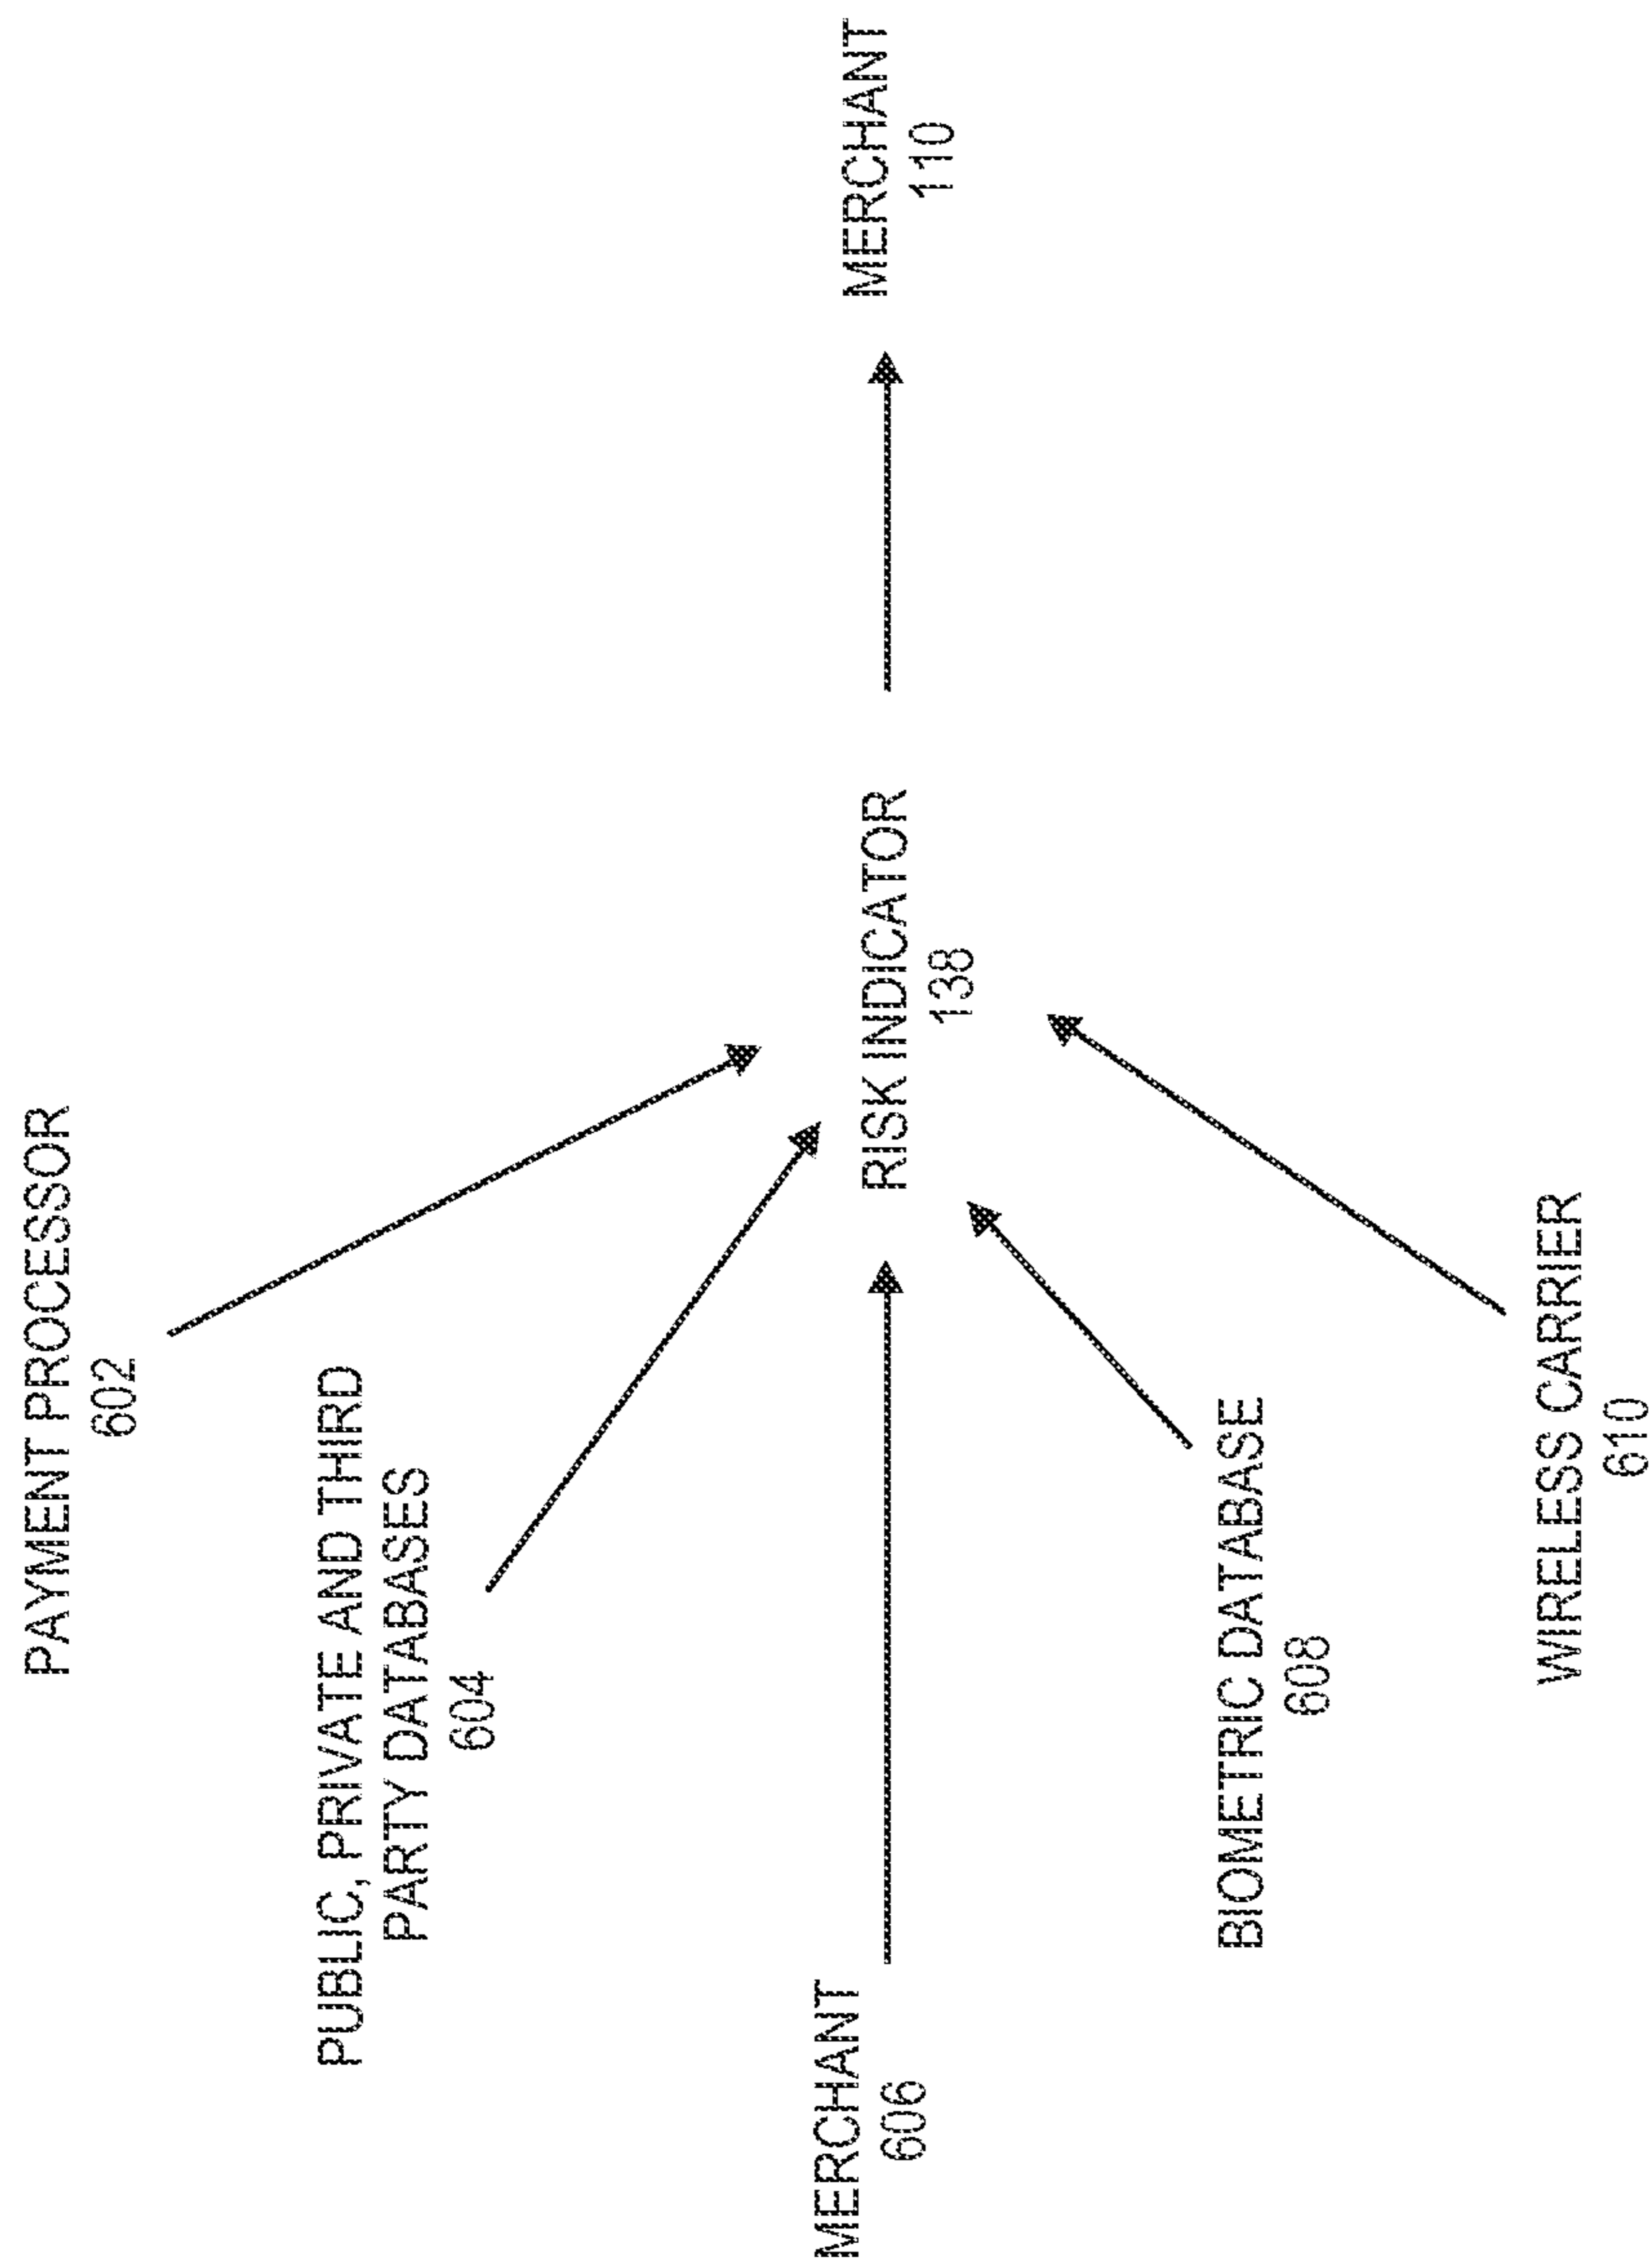 PAYMENT PROCESSOR
602
PUBLIC, PRIVATE AND THIRD
PARTY DATABASES
604
MERCHANT
606
RISK INDICATOR
138
MERCHANT
110
BIOMETRIC DATABASE
608
WIRELESS CARRIER
610